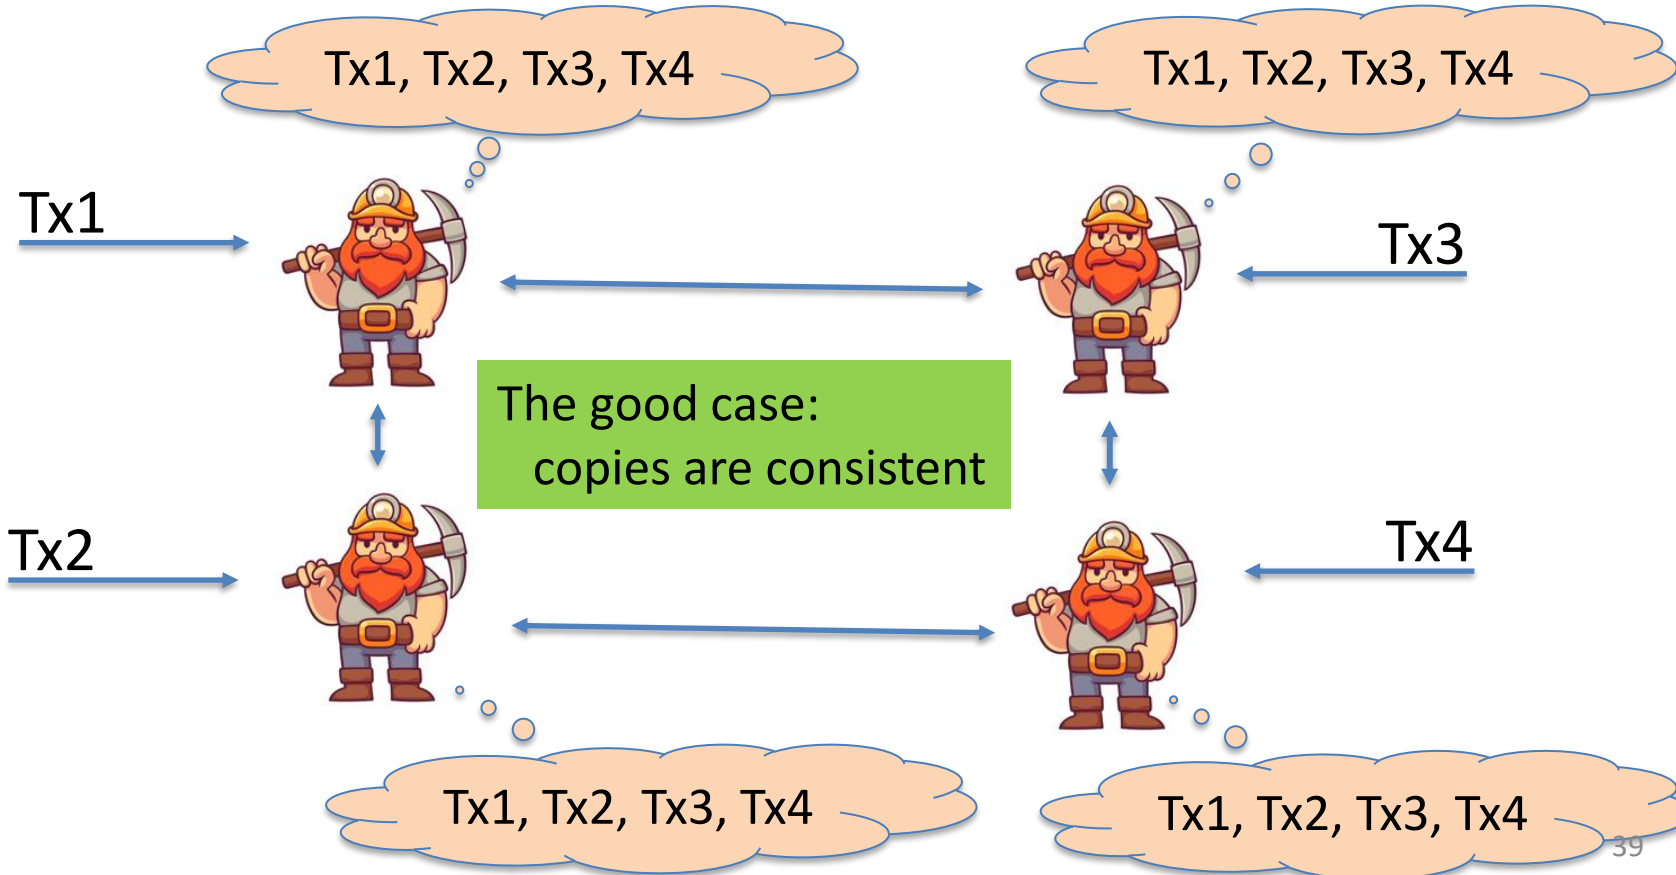 Tx1, Tx2, Tx3, Tx4
Tx1, Tx2, Tx3, Tx4
Tx1
Tx3
The good case:
copies are consistent
Tx2
Tx4
Tx1, Tx2, Tx3, Tx4
Tx1, Tx2, Tx3, Tx4
39